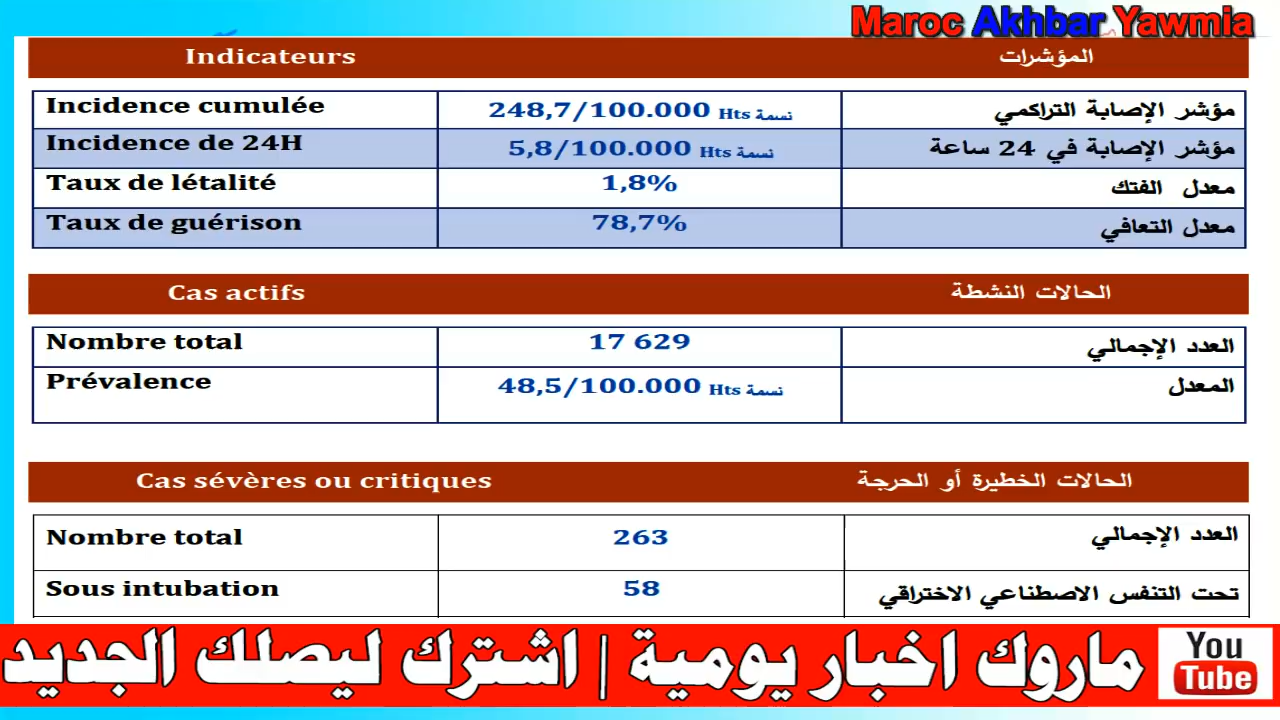 Maroc Akhbar Yawmia
Indicateurs المؤشرات
Incidence cumulée 248,7/100.000 Hts نسمة مؤشر الإصابة التراكمي
Incidence de 24H 5,8/100.000 Hts نسمة مؤشر الإصابة في 24 ساعة
Taux de létalité 1,8% معدل الفتك
Taux de guérison 78,7% معدل التعافي
Cas actifs الحالات النشطة
Nombre total 17 629 العدد الإجمالي
Prévalence 48,5/100.000 Hts نسمة المعدل
Cas sévères ou critiques الحالات الخطيرة أو الحرجة
Nombre total 263 العدد الإجمالي
Sous intubation 58 تحت التنفس الاصطناعي الاختراقي
ماروك اخبار يومية | اشترك ليصلك الجديد
You
Tube